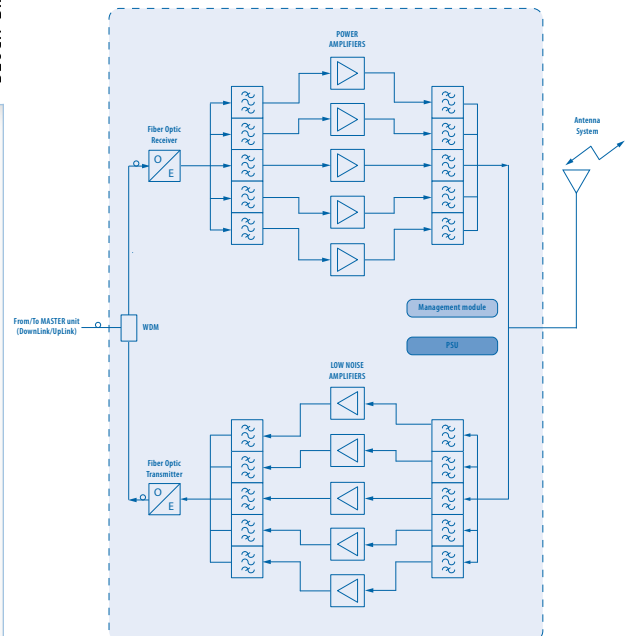 POWER
AMPLIFIERS
Fiber Optic
Receiver
O
E
Antenna
System
From/To MASTER unit
(DownLink/UpLink)
WDM
Management module
PSU
LOW NOISE
AMPLIFIERS
Fiber Optic
Transmitter
O
E